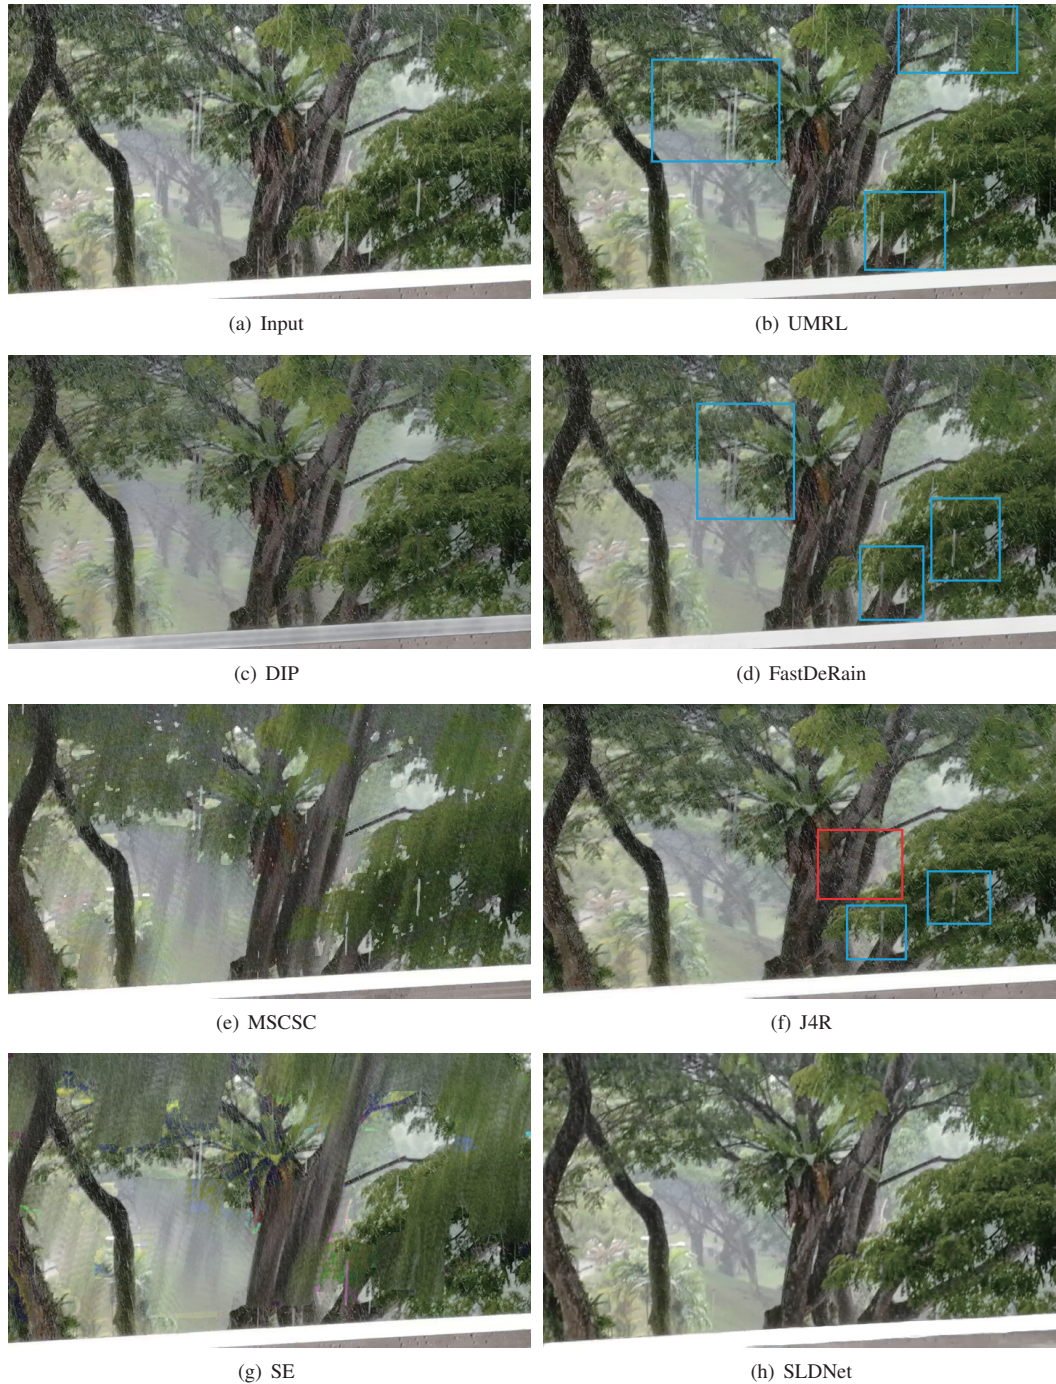 (a) Input
(b) UMRL
(c) DIP
(d) FastDeRain
(e) MSCSC
(f) J4R
(g) SE
(h) SLDNet